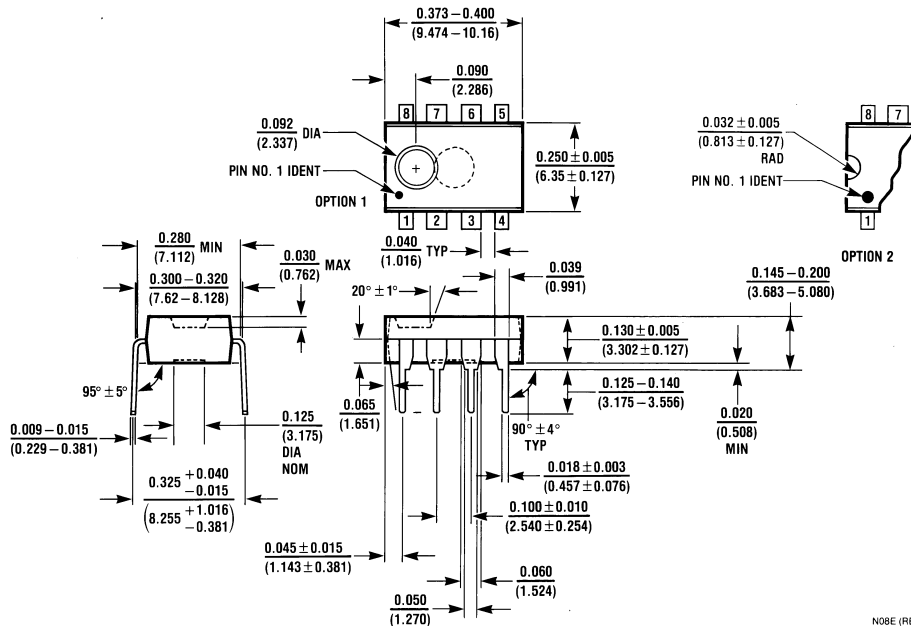 0.373 – 0.400
(9.474 – 10.16)
0.090
(2.286)
8 7 6 5
0.092 DIA
(2.337)
PIN NO. 1 IDENT
OPTION 1
+
1 2 3 4
0.250 ± 0.005
(6.35 ± 0.127)
8 7
0.032 ± 0.005
(0.813 ± 0.127)
RAD
PIN NO. 1 IDENT
1
OPTION 2
0.280 MIN
(7.112)
0.300 – 0.320
(7.62 – 8.128)
0.030 MAX
(0.762)
0.040 TYP
(1.016)
0.039
(0.991)
20° ± 1°
0.145 – 0.200
(3.683 – 5.080)
0.130 ± 0.005
(3.302 ± 0.127)
0.125 – 0.140
(3.175 – 3.556)
0.020
(0.508)
MIN
95° ± 5°
0.065
(1.651)
90° ± 4°
TYP
0.009 – 0.015
(0.229 – 0.381)
0.125
(3.175)
DIA
NOM
0.018 ± 0.003
(0.457 ± 0.076)
0.325 +0.040
−0.015
(8.255 +1.016
−0.381)
0.100 ± 0.010
(2.540 ± 0.254)
0.045 ± 0.015
(1.143 ± 0.381)
0.060
(1.524)
0.050
(1.270)
N08E